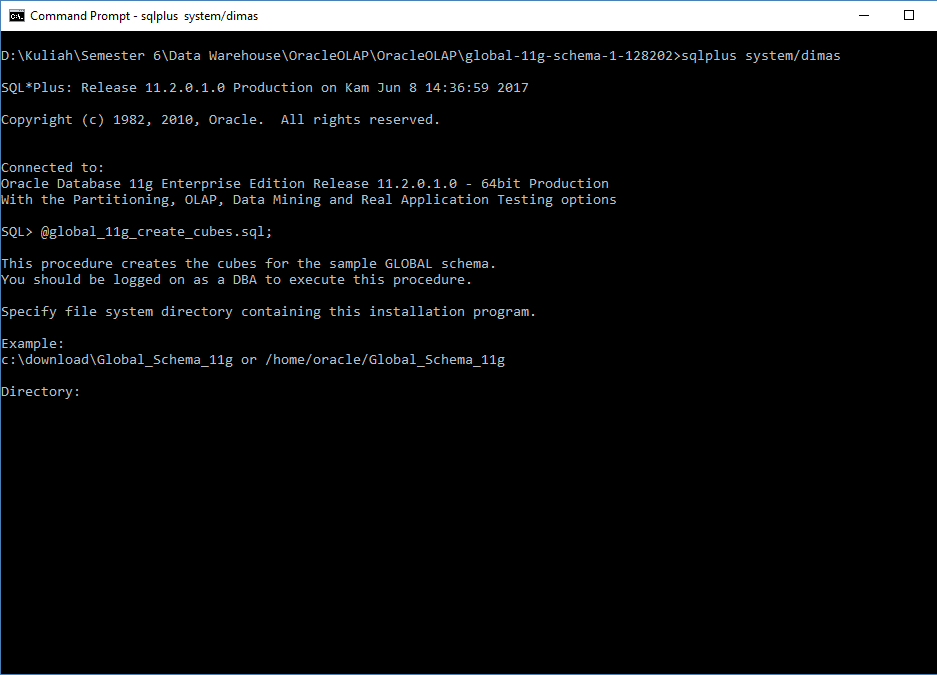 Command Prompt - sqlplus  system/dimas
D:\Kuliah\Semester 6\Data Warehouse\OracleOLAP\OracleOLAP\global-11g-schema-1-128202>sqlplus system/dimas
SQL*Plus: Release 11.2.0.1.0 Production on Kam Jun 8 14:36:59 2017
Copyright (c) 1982, 2010, Oracle.  All rights reserved.
Connected to:
Oracle Database 11g Enterprise Edition Release 11.2.0.1.0 - 64bit Production
With the Partitioning, OLAP, Data Mining and Real Application Testing options
SQL> @global_11g_create_cubes.sql;
This procedure creates the cubes for the sample GLOBAL schema.
You should be logged on as a DBA to execute this procedure.
Specify file system directory containing this installation program.
Example:
c:\download\Global_Schema_11g or /home/oracle/Global_Schema_11g
Directory: